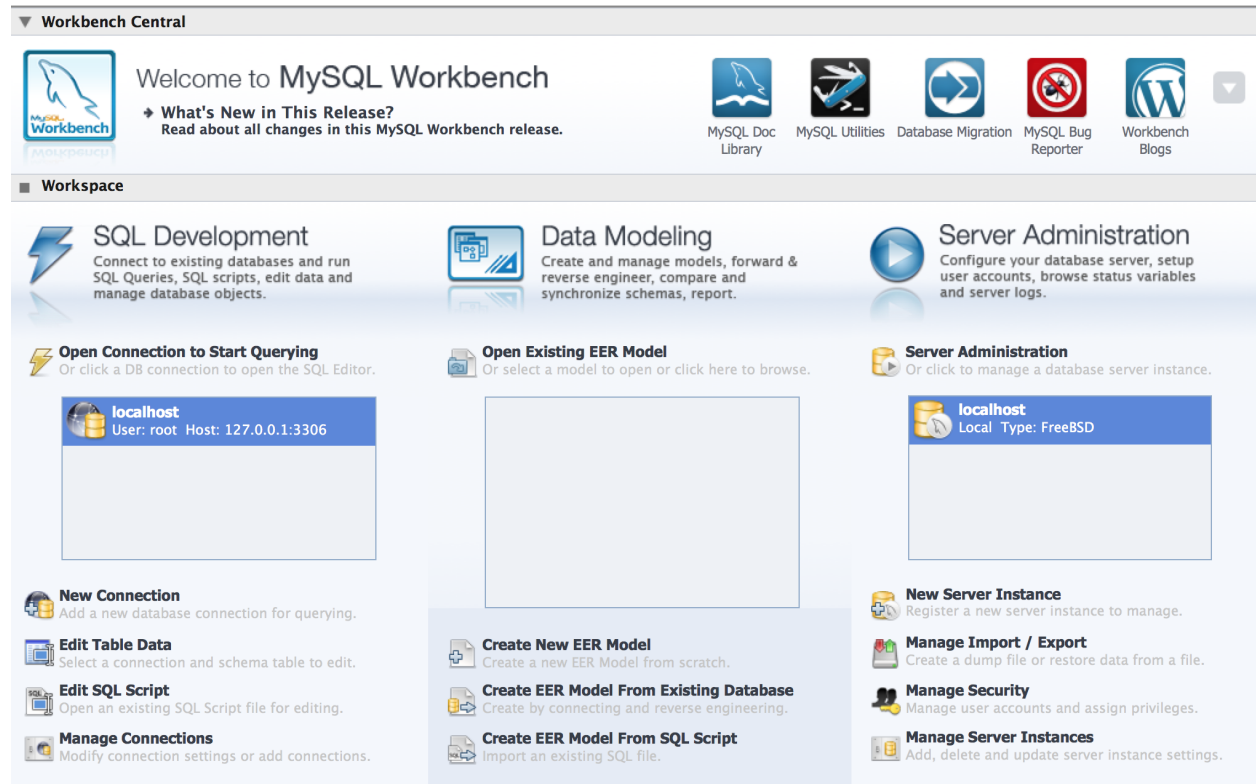 Workbench Central
MySQL
Workbench
Welcome to MySQL Workbench
What's New in This Release?
Read about all changes in this MySQL Workbench release.
MySQL Doc
Library
MySQL Utilities
Database Migration
MySQL Bug
Reporter
Workbench
Blogs
Workspace
SQL Development
Connect to existing databases and run
SQL Queries, SQL scripts, edit data and
manage database objects.
Open Connection to Start Querying
Or click a DB connection to open the SQL Editor.
localhost
User: root Host: 127.0.0.1:3306
New Connection
Add a new database connection for querying.
Edit Table Data
Select a connection and schema table to edit.
SQL
Edit SQL Script
Open an existing SQL Script file for editing.
Manage Connections
Modify connection settings or add connections.
Data Modeling
Create and manage models, forward &
reverse engineer, compare and
synchronize schemas, report.
Open Existing EER Model
Or select a model to open or click here to browse.
Create New EER Model
Create a new EER Model from scratch.
Create EER Model From Existing Database
Create by connecting and reverse engineering.
SQL
Create EER Model From SQL Script
Import an existing SQL file.
Server Administration
Configure your database server, setup
user accounts, browse status variables
and server logs.
Server Administration
Or click to manage a database server instance.
localhost
Local Type: FreeBSD
New Server Instance
Register a new server instance to manage.
Manage Import / Export
Create a dump file or restore data from a file.
Manage Security
Manage user accounts and assign privileges.
Manage Server Instances
Add, delete and update server instance settings.